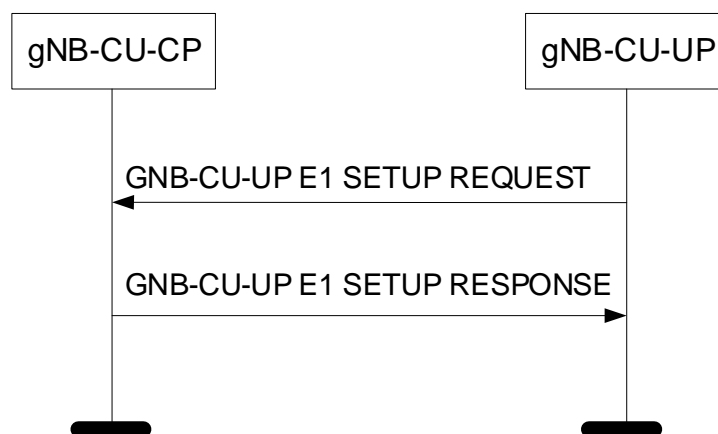 gNB-CU-CP
gNB-CU-UP
GNB-CU-UP E1 SETUP REQUEST
GNB-CU-UP E1 SETUP RESPONSE